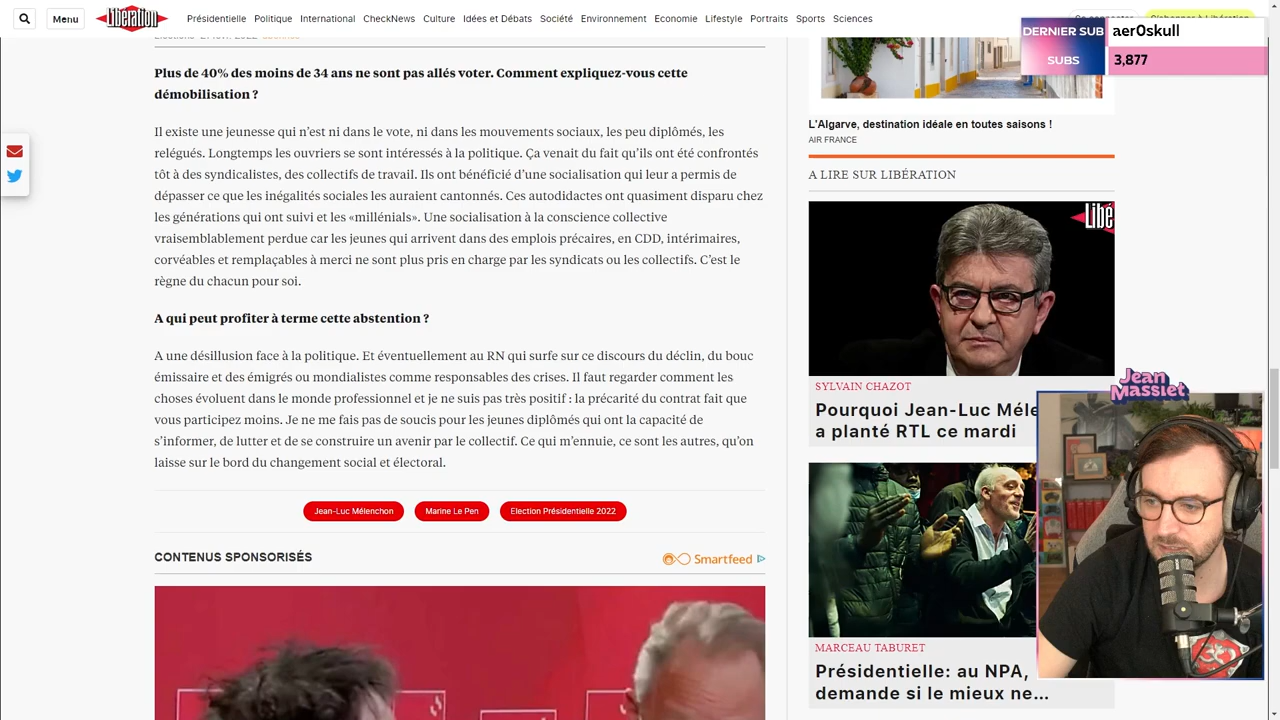 Menu
Libération
Présidentielle Politique International CheckNews Culture Idées et Débats Société Environnement Economie Lifestyle Portraits Sports Sciences
DERNIER SUB
aer0skull
SUBS
3,877
Plus de 40% des moins de 34 ans ne sont pas allés voter. Comment expliquez-vous cette
démobilisation ?
Il existe une jeunesse qui n’est ni dans le vote, ni dans les mouvements sociaux, les peu diplômés, les
relégués. Longtemps les ouvriers se sont intéressés à la politique. Ça venait du fait qu’ils ont été confrontés
tôt à des syndicalistes, des collectifs de travail. Ils ont bénéficié d’une socialisation qui leur a permis de
dépasser ce que les inégalités sociales les auraient cantonnés. Ces autodidactes ont quasiment disparu chez
les générations qui ont suivi et les «millénials». Une socialisation à la conscience collective
vraisemblablement perdue car les jeunes qui arrivent dans des emplois précaires, en CDD, intérimaires,
corvéables et remplaçables à merci ne sont plus pris en charge par les syndicats ou les collectifs. C’est le
règne du chacun pour soi.
A qui peut profiter à terme cette abstention ?
A une désillusion face à la politique. Et éventuellement au RN qui surfe sur ce discours du déclin, du bouc
émissaire et des émigrés ou mondialistes comme responsables des crises. Il faut regarder comment les
choses évoluent dans le monde professionnel et je ne suis pas très positif : la précarité du contrat fait que
vous participez moins. Je ne me fais pas de soucis pour les jeunes diplômés qui ont la capacité de
s’informer, de lutter et de se construire un avenir par le collectif. Ce qui m’ennuie, ce sont les autres, qu’on
laisse sur le bord du changement social et électoral.
Jean-Luc Mélenchon Marine Le Pen Election Présidentielle 2022
CONTENUS SPONSORISÉS
Smartfeed
L'Algarve, destination idéale en toutes saisons !
AIR FRANCE
A LIRE SUR LIBÉRATION
Libé
SYLVAIN CHAZOT
Pourquoi Jean-Luc Méle
a planté RTL ce mardi
Jean
Massiet
MARCEAU TABURET
Présidentielle: au NPA,
demande si le mieux ne...